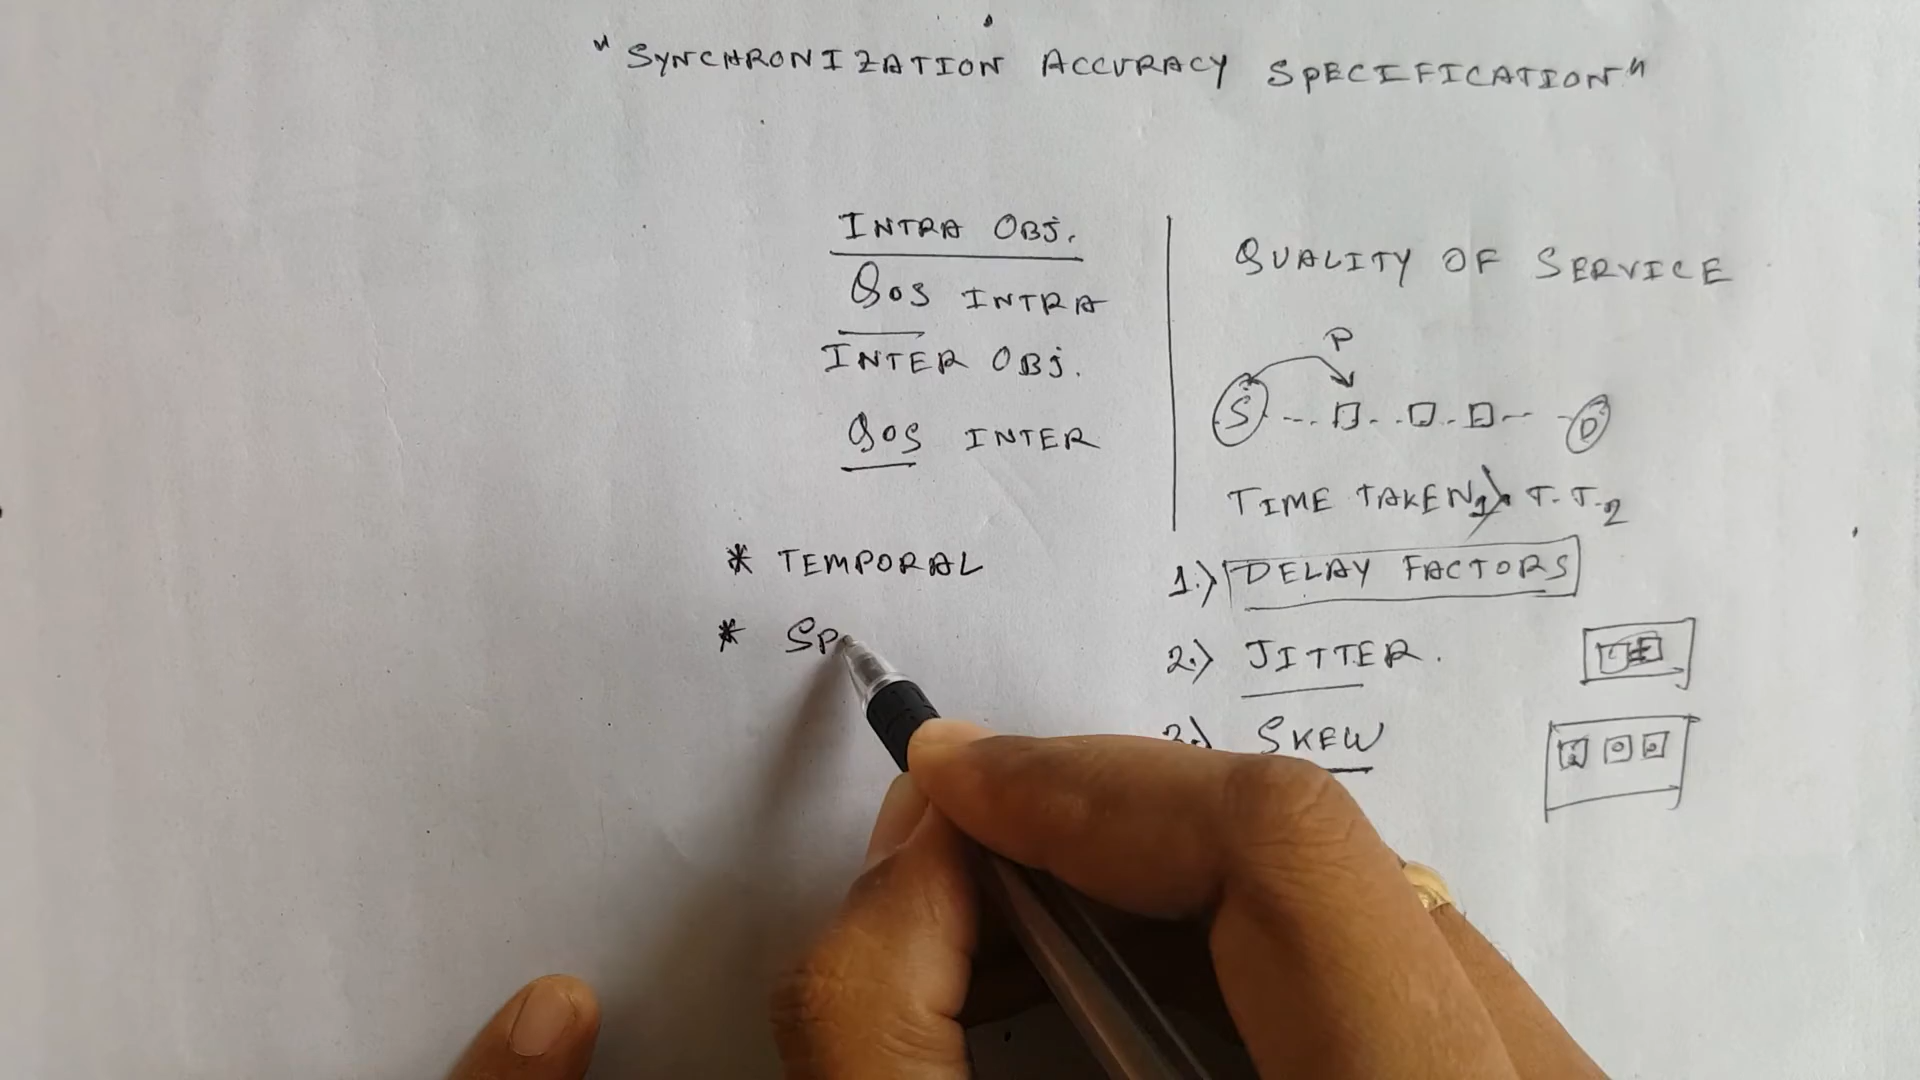 "SYNCHRONIZATION ACCURACY SPECIFICATION"
INTRA OBJ.
QOS INTRA
INTER OBJ.
QOS INTER
* TEMPORAL
* SP
QUALITY OF SERVICE
P
S D
TIME TAKEN
1.) DELAY FACTORS
2.) JITTER.
3.) SKEW